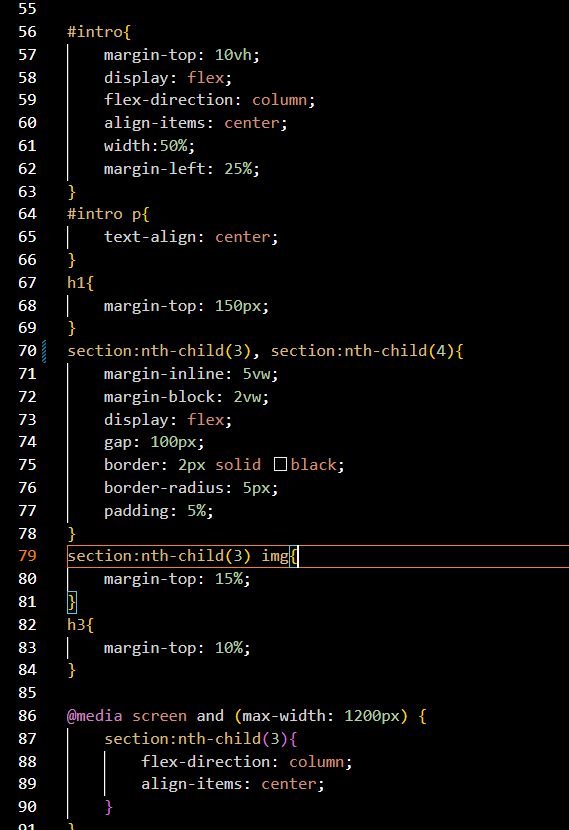 55
56 #intro{
57 margin-top: 10vh;
58 display: flex;
59 flex-direction: column;
60 align-items: center;
61 width:50%;
62 margin-left: 25%;
63 }
64 #intro p{
65 text-align: center;
66 }
67 h1{
68 margin-top: 150px;
69 }
70 section:nth-child(3), section:nth-child(4){
71 margin-inline: 5vw;
72 margin-block: 2vw;
73 display: flex;
74 gap: 100px;
75 border: 2px solid black;
76 border-radius: 5px;
77 padding: 5%;
78 }
79 section:nth-child(3) img{
80 margin-top: 15%;
81 }
82 h3{
83 margin-top: 10%;
84 }
85
86 @media screen and (max-width: 1200px) {
87 section:nth-child(3){
88 flex-direction: column;
89 align-items: center;
90 }
91 }